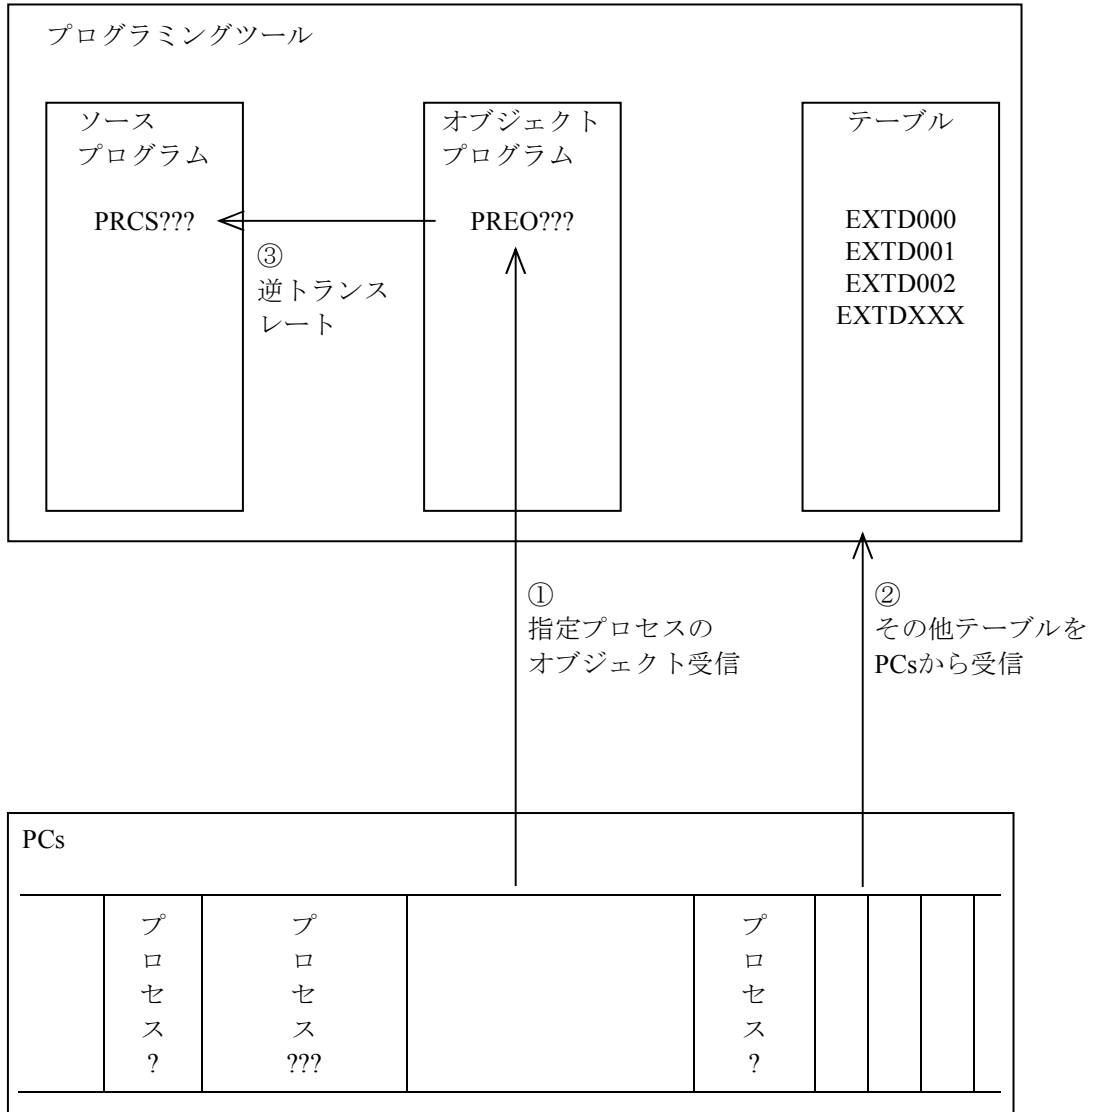 プログラミングツール
ソース
プログラム
PRCS???
オブジェクト
プログラム
PREO???
テーブル
EXTD000
EXTD001
EXTD002
EXTDXXX
③
逆トランス
レート
①
指定プロセスの
オブジェクト受信
②
その他テーブルを
PCsから受信
PCs
プロセス?
プロセス???
プロセス?